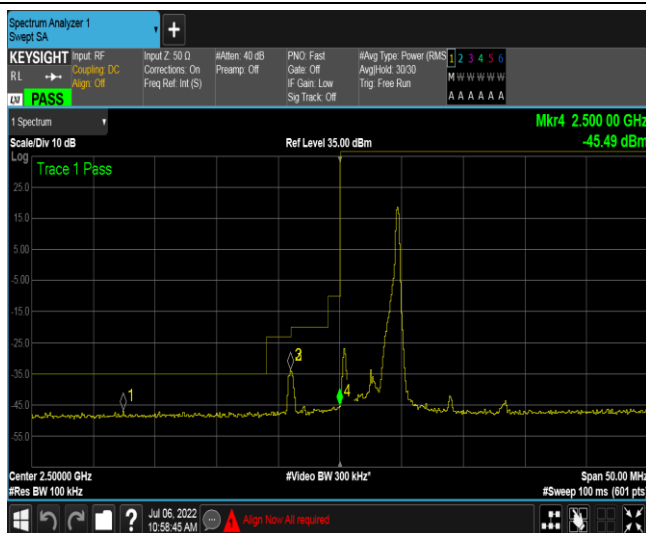 Spectrum Analyzer 1
Swept SA
+
KEYSIGHT
RL
LXI PASS
Input: RF
Coupling: DC
Align: Off
Input Z: 50 Ω
Corrections: On
Freq Ref: Int (S)
#Atten: 40 dB
Preamp: Off
PNO: Fast
Gate: Off
IF Gain: Low
Sig Track: Off
#Avg Type: Power (RMS
Avg|Hold: 30/30
Trig: Free Run
1 2 3 4 5 6
M W W W W W
A A A A A A
1 Spectrum
Mkr4 2.500 00 GHz
Scale/Div 10 dB
Ref Level 35.00 dBm
-45.49 dBm
Log
Trace 1 Pass
25.0
15.0
5.00
-5.00
-15.0
-25.0
-35.0
-45.0
-55.0
1
4
Center 2.50000 GHz
#Video BW 300 kHz*
Span 50.00 MHz
#Res BW 100 kHz
#Sweep 100 ms (601 pts)
?
Jul 06, 2022
10:58:45 AM
Align Now All required